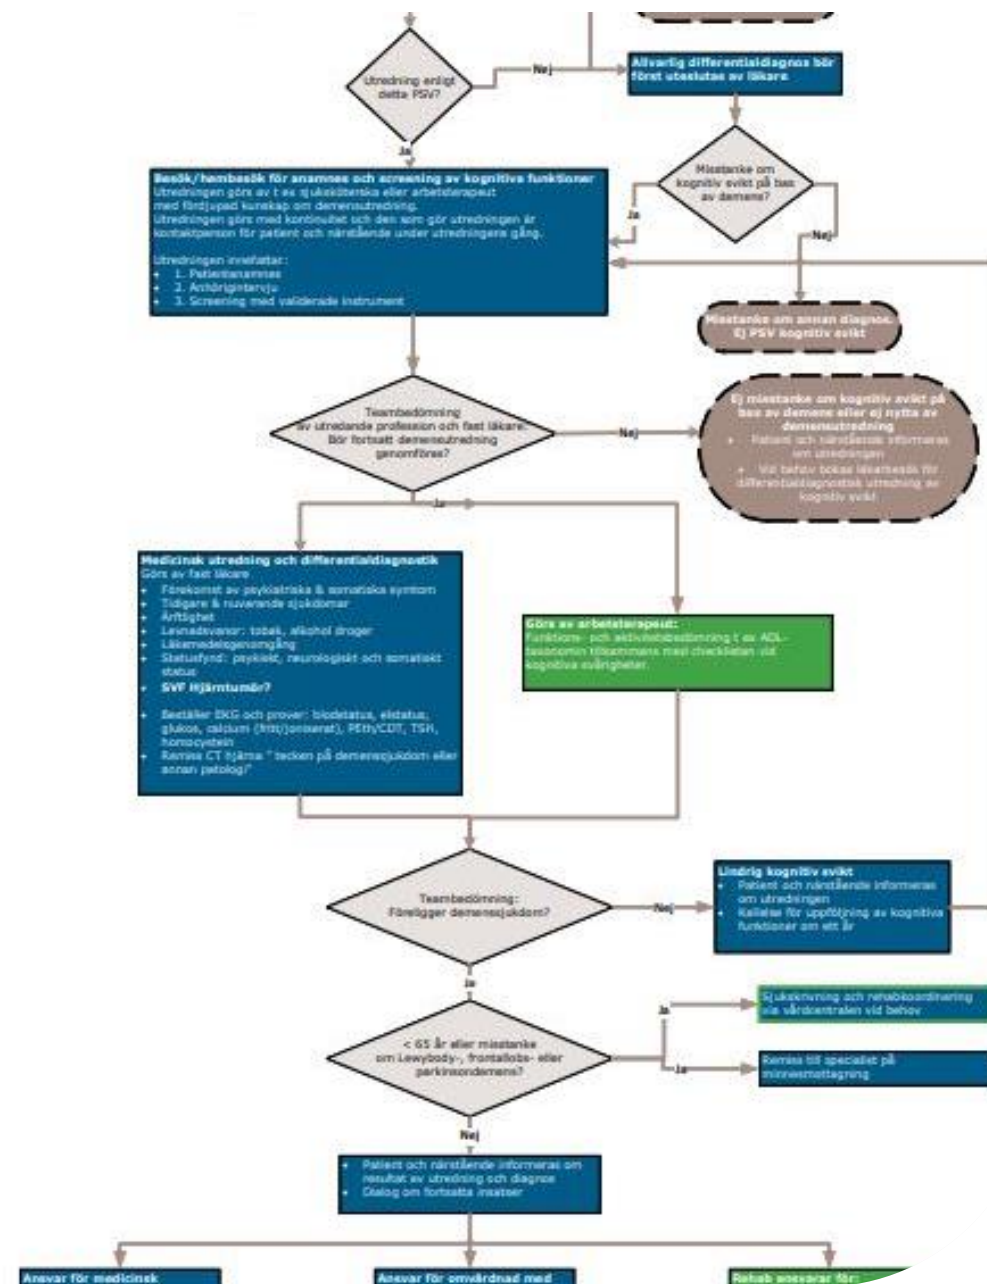 Utredning enligt
detta PSV?
Nej
Allvarlig differentialdiagnos bör
först uteslutas av läkare
Ja
Misstanke om
kognitiv svikt på bas
av demens?
Ja
Nej
Besök/hembesök för anamnes och screening av kognitiva funktioner
Utredningen görs av t ex sjuksköterska eller arbetsterapeut
med fördjupad kunskap om demensutredning.
Utredningen görs med kontinuitet och den som gör utredningen är
kontaktperson för patient och närstående under utredningens gång.
Utredningen innefattar:
• 1. Patientanamnes
• 2. Anhörigintervju
• 3. Screening med validerade instrument
Misstanke om annan diagnos.
Ej PSV kognitiv svikt
Teambedömning
av utredande profession och fast läkare.
Bör fortsatt demensutredning
genomföras?
Nej
Ej misstanke om kognitiv svikt på
bas av demens eller ej nytta av
demensutredning
• Patient och närstående informeras
om utredningen
• Vid behov bokas läkarbesök för
differentialdiagnostisk utredning av
kognitiv svikt
Ja
Medicinsk utredning och differentialdiagnostik
Görs av fast läkare
• Förekomst av psykiatriska & somatiska symtom
• Tidigare & nuvarande sjukdomar
• Ärftlighet
• Levnadsvanor: tobak, alkohol droger
• Läkemedelsgenomgång
• Statusfynd: psykiskt, neurologiskt och somatiskt
status
• SVF Hjärntumör?
• Beställer EKG och prover: blodstatus, elstatus,
glukos, calcium (fritt/joniserat), PEth/CDT, TSH,
homocystein
• Remiss CT hjärna " tecken på demenssjukdom eller
annan patologi"
Görs av arbetsterapeut:
Funktions- och aktivitetsbedömning t ex ADL-
taxonomin tillsammans med checklistan vid
kognitiva svårigheter.
Teambedömning:
Föreligger demenssjukdom?
Nej
Lindrig kognitiv svikt
• Patient och närstående informeras
om utredningen
• Kallelse för uppföljning av kognitiva
funktioner om ett år
Ja
< 65 år eller misstanke
om Lewybody-, frontallobs- eller
parkinsondemens?
Ja
Sjukskrivning och rehabkoordinering
via vårdcentralen vid behov
Ja
Remiss till specialist på
minnesmottagning
Nej
• Patient och närstående informeras om
resultat av utredning och diagnos
• Dialog om fortsatta insatser
Ansvar för medicinsk
Ansvar för omvårdnad med
Rehab ansvarar för: